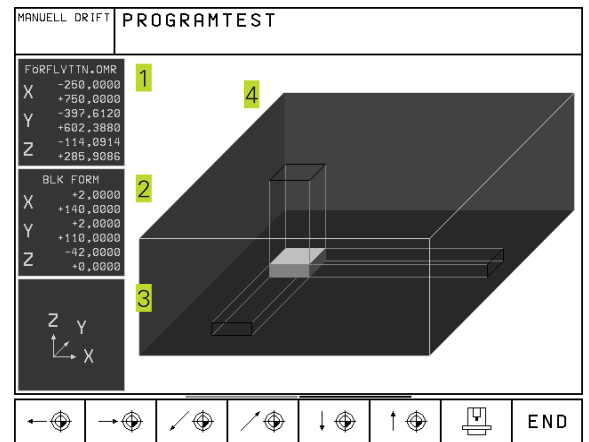 MANUELL DRIFT
PROGRAMTEST
FÖRFLYTTN.OMR
X -250,0000
+750,0000
Y -397,6120
+602,3880
Z -114,0914
+285,9086
1
4
BLK FORM
X +2,0000
+140,0000
Y +2,0000
+110,0000
Z -42,0000
+0,0000
2
3
Z
Y
X
END